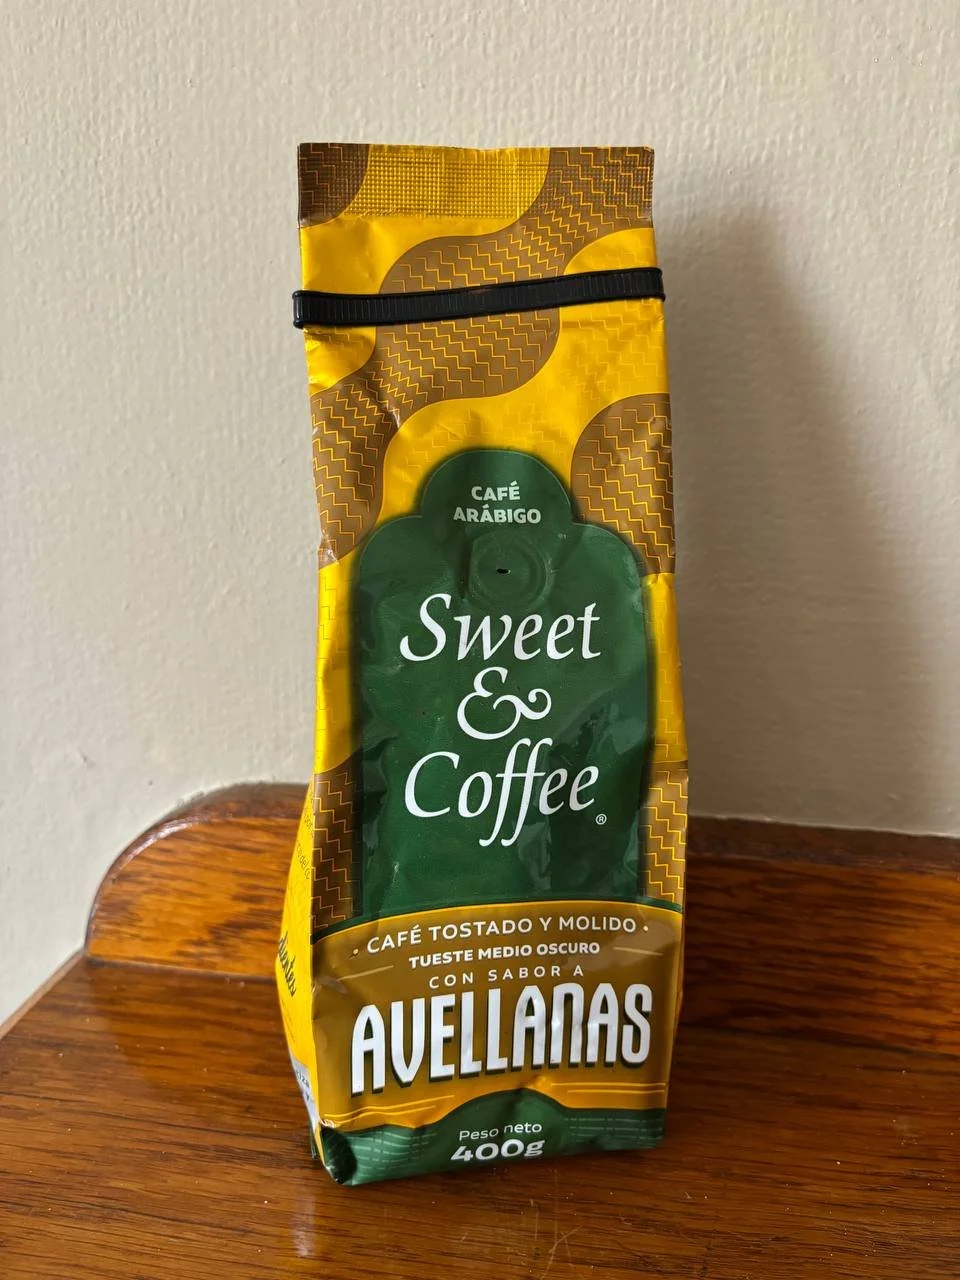 CAFÉ
ARÁBIGO
Sweet
&
Coffee
®
• CAFÉ TOSTADO Y MOLIDO •
TUESTE MEDIO OSCURO
CON SABOR A
AVELLANAS
Peso neto
400g